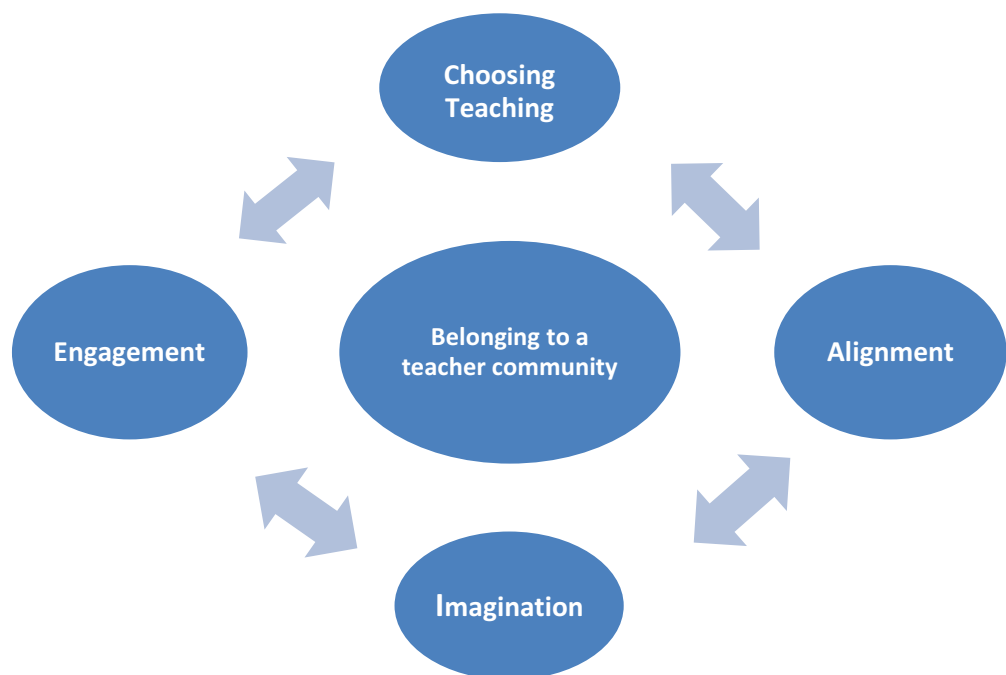 Choosing
Teaching
Engagement
Belonging to a
teacher community
Alignment
Imagination